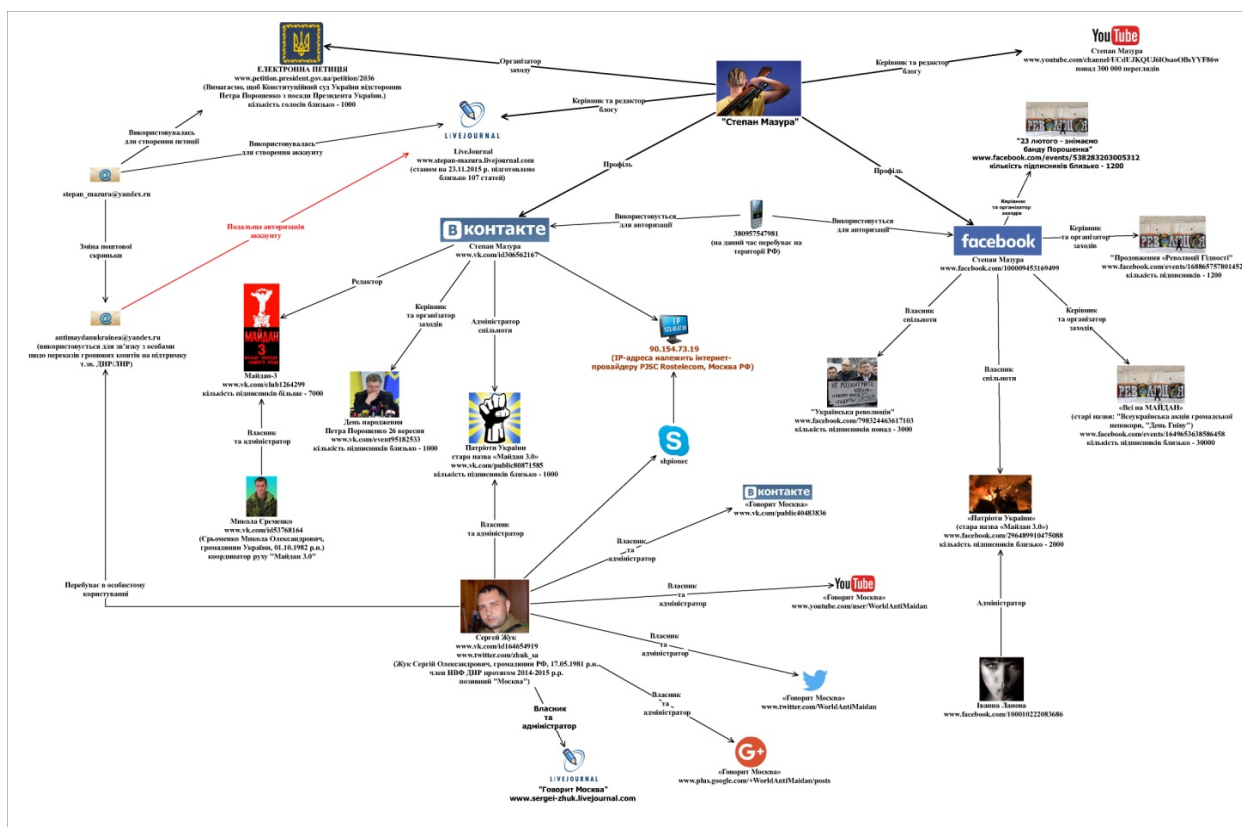 ЕЛЕКТРОННА ПЕТИЦІЯ
www.petition.president.gov.ua/petition/2036
(Вимагаємо, щоб Конституційний суд України відсторонив
Петра Порошенко з посади Президента України.)
кількість голосів близько - 1000
Організатор
заходу
"Степан Мазура"
Керівник та редактор
блогу
YouTube
Степан Мазура
понад 300 000 переглядів
Керівник та редактор
блогу
LIVEJOURNAL
LiveJournal
www.stepan-mazura.livejournal.com
(станом на 23.11.2015 р. підготовлено
близько 107 статей)
Використовувалась
для створення петиції
Використовувалась
для створення аккаунту
stepan_mazura@yandex.ru
Подальша авторизація
аккаунту
Зміна поштової
скриньки
antimaydanukrainea@yandex.ru
(використовується для зв'язку з особами
щодо переказів грошових коштів на підтримку
т.зв. ДНР/ЛНР)
Профіль
Профіль
В контакте
Степан Мазура
www.vk.com/id306562167
Використовується
для авторизації
380957547981
(на даний час перебуває на
території РФ)
Використовується
для авторизації
facebook
Степан Мазура
www.facebook.com/100009453169499
"23 лютого - знімаємо
банду Порошенка"
www.facebook.com/events/538283203005312
кількість підписників близько - 1200
Керівник
та організатор
заходів
Керівник
та організатор
заходів
"Продовження «Революції Гідності»
www.facebook.com/events/1688657578014527
кількість підписників - 1200
Редактор
МАЙДАН
3
Майдан-3
www.vk.com/club1264299
кількість підписників більше - 7000
Власник
та адміністратор
Микола Єременко
www.vk.com/id53768164
(Єрьоменко Микола Олександрович,
громадянин України, 01.10.1982 р.н.)
координатор руху "Майдан 3.0"
Керівник
та організатор
заходів
День народження
Петра Порошенко 26 вересня
www.vk.com/event95182533
кількість підписників близько - 1000
Адміністратор
спільноти
Патріоти України
стара назва «Майдан 3.0»
www.vk.com/public80871585
кількість підписників близько - 1000
IP
90.154.73.19
(IP-адреса належить інтернет-
провайдеру PJSC Rostelecom, Москва РФ)
shpionec
Власник
спільноти
"Українська революція"
www.facebook.com/798324463617103
кількість підписників понад - 3000
Власник
спільноти
«Патріоти України»
(стара назва «Майдан 3.0»)
www.facebook.com/296489910475088
кількість підписників близько - 2000
Керівник
та організатор
заходів
«Всі на МАЙДАН»
(старі назви: "Всеукраїнська акція громадської
непокори, "День Гніву")
www.facebook.com/events/1649653638586458
кількість підписників близько - 30000
Адміністратор
Іванна Лапова
www.facebook.com/100010222083686
Перебуває в особистому
користуванні
Власник
та адміністратор
Сергей Жук
www.vk.com/id164654919
www.twitter.com/zhuk_sa
(Жук Сергій Олександрович, громадянин РФ, 17.05.1981 р.н.
член НВФ ДНР протягом 2014-2015 р.р.
позивний "Москва")
Власник
та
адміністратор
В контакте
«Говорит Москва»
www.vk.com/public40483836
Власник
та
адміністратор
YouTube
«Говорит Москва»
www.youtube.com/user/WorldAntiMaidan
Власник
та
адміністратор
«Говорит Москва»
www.twitter.com/WorldAntiMaidan
Власник
та
адміністратор
G+
«Говорит Москва»
www.plus.google.com/+WorldAntiMaidan/posts
Власник
та
адміністратор
LIVEJOURNAL
"Говорит Москва"
www.sergei-zhuk.livejournal.com